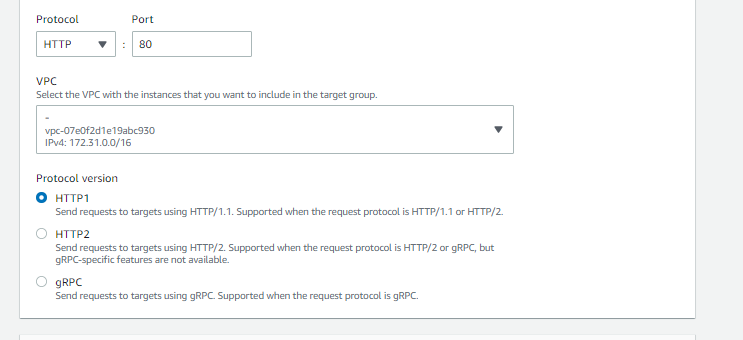 Protocol Port
HTTP : 80
VPC
Select the VPC with the instances that you want to include in the target group.
-
vpc-07e0f2d1e19abc930
IPv4: 172.31.0.0/16
Protocol version
HTTP1
Send requests to targets using HTTP/1.1. Supported when the request protocol is HTTP/1.1 or HTTP/2.
HTTP2
Send requests to targets using HTTP/2. Supported when the request protocol is HTTP/2 or gRPC, but
gRPC-specific features are not available.
gRPC
Send requests to targets using gRPC. Supported when the request protocol is gRPC.